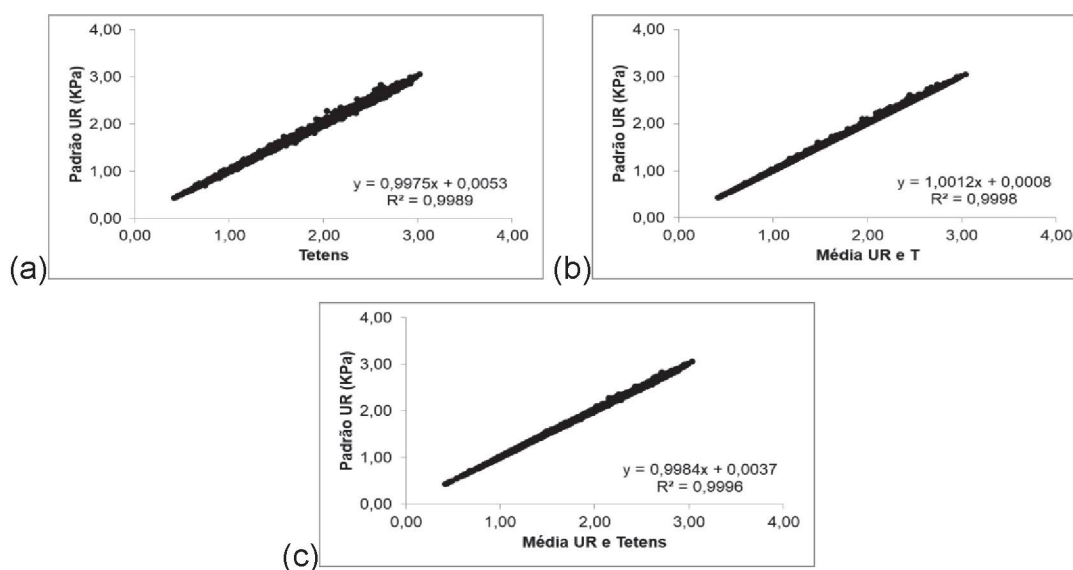 4,00
3,00
2,00
1,00
0,00
Padrão UR (KPa)
y = 0,9975x + 0,0053
R² = 0,9989
0,00 1,00 2,00 3,00 4,00
Tetens
(a)
4,00
3,00
2,00
1,00
0,00
Padrão UR (KPa)
y = 1,0012x + 0,0008
R² = 0,9998
0,00 1,00 2,00 3,00 4,00
Média UR e T
(b)
4,00
3,00
2,00
1,00
0,00
Padrão UR (KPa)
y = 0,9984x + 0,0037
R² = 0,9996
0,00 1,00 2,00 3,00 4,00
Média UR e Tetens
(c)